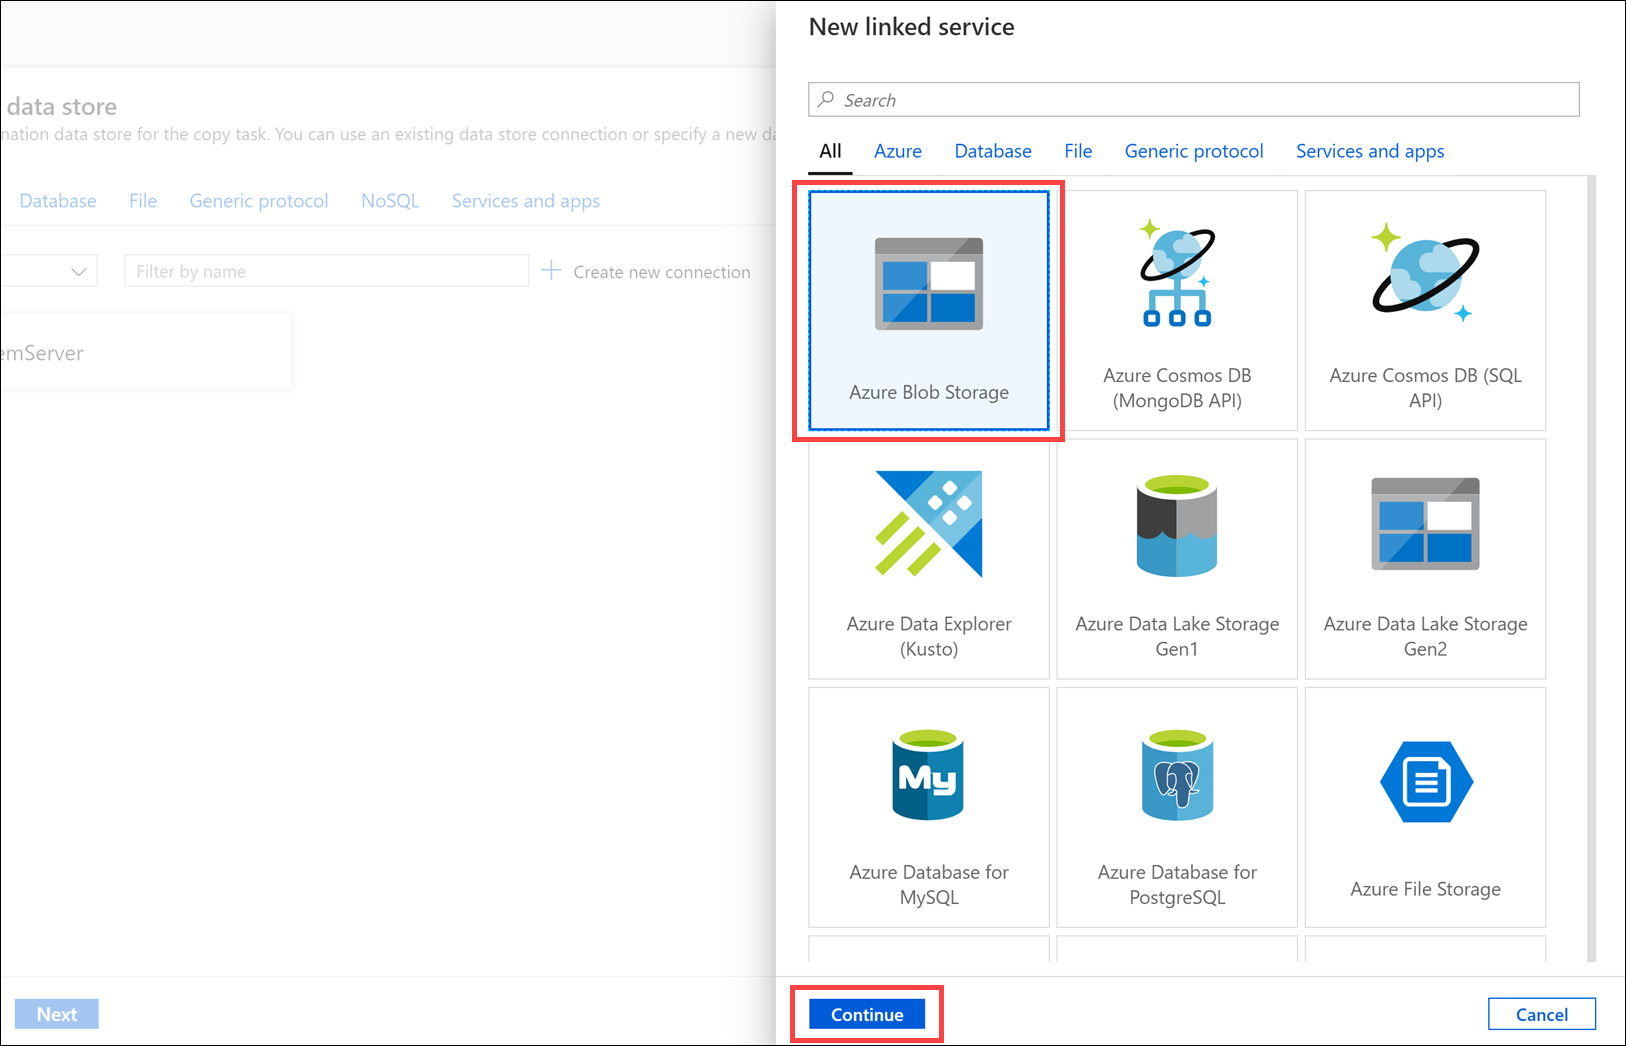 data store
nation data store for the copy task. You can use an existing data store connection or specify a new da
Database File Generic protocol NoSQL Services and apps
Filter by name Create new connection
emServer
Next
New linked service
Search
All Azure Database File Generic protocol Services and apps
Azure Blob Storage
Azure Cosmos DB
(MongoDB API)
Azure Cosmos DB (SQL
API)
Azure Data Explorer
(Kusto)
Azure Data Lake Storage
Gen1
Azure Data Lake Storage
Gen2
My
Azure Database for
MySQL
Azure Database for
PostgreSQL
Azure File Storage
Continue
Cancel